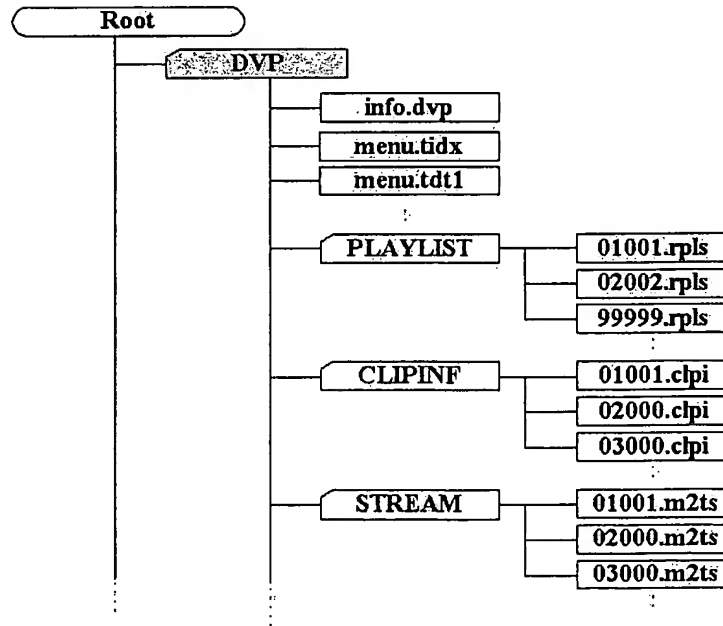 Root
DVP
info.dvp
menu.tidx
menu.tdt1
PLAYLIST
01001.rpls
02002.rpls
99999.rpls
CLIPINF
01001.clpi
02000.clpi
03000.clpi
STREAM
01001.m2ts
02000.m2ts
03000.m2ts